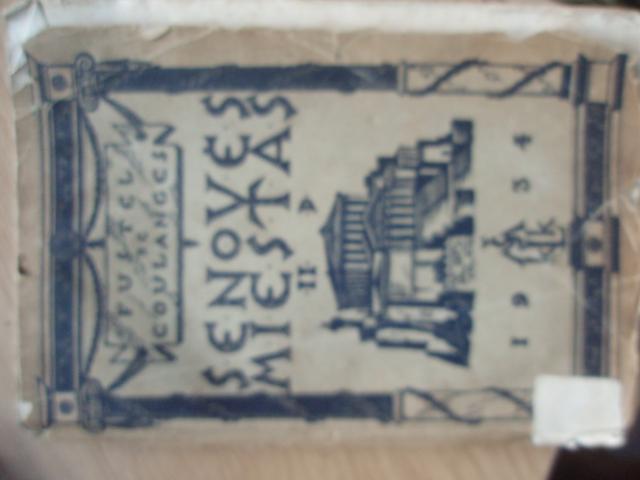 FUSTEL
DE
COULANGES
SENOVĖS
MIESTAS
II D.
1934